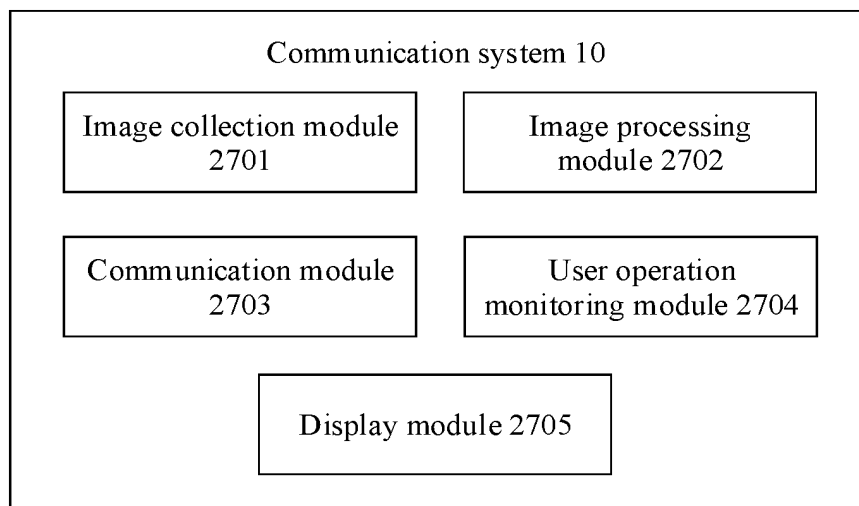 Communication system 10
Image collection module
2701
Image processing
module 2702
Communication module
2703
User operation
monitoring module 2704
Display module 2705